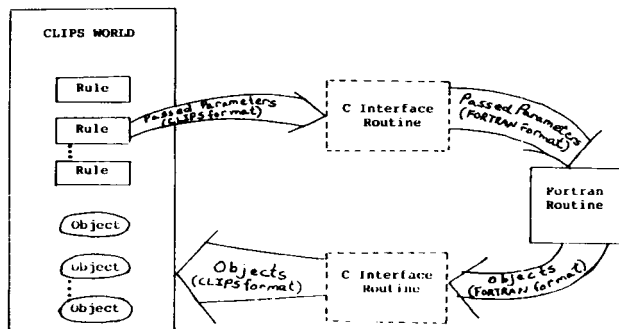 CLIPS WORLD
Rule
Rule
Rule
Passed Parameters
(CLIPS format)
C Interface
Routine
Passed Parameters
(FORTRAN format)
Fortran
Routine
Object
Object
Object
Objects
(CLIPS format)
C Interface
Routine
Objects
(FORTRAN format)